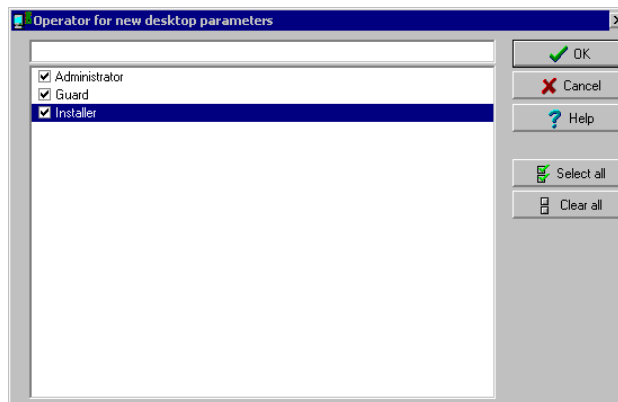 Operator for new desktop parameters
OK
Administrator
Cancel
Guard
Installer
Help
Select all
Clear all